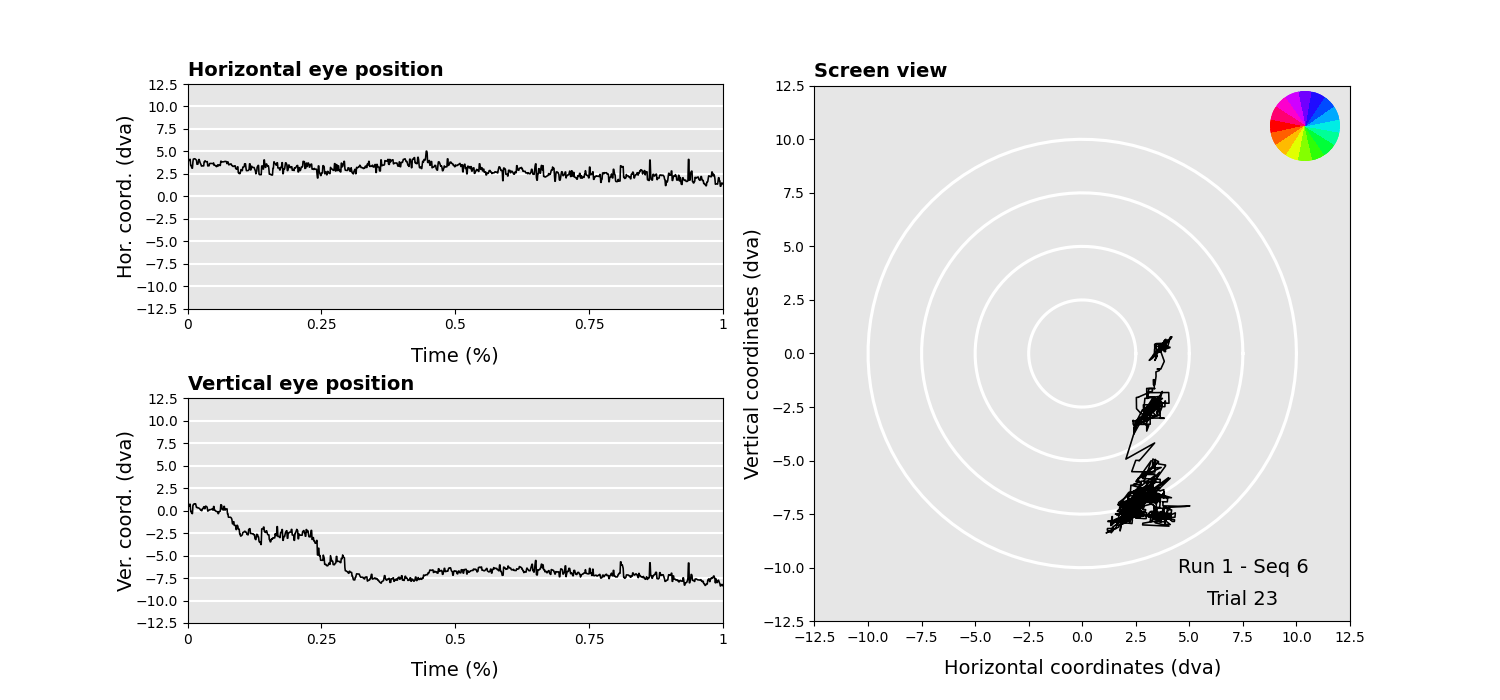 Horizontal eye position
12.5
10.0
7.5
5.0
2.5
0.0
−2.5
−5.0
−7.5
−10.0
−12.5
Hor. coord. (dva)
0 0.25 0.5 0.75 1
Time (%)
Vertical eye position
12.5
10.0
7.5
5.0
2.5
0.0
−2.5
−5.0
−7.5
−10.0
−12.5
Ver. coord. (dva)
0 0.25 0.5 0.75 1
Time (%)
Screen view
12.5
10.0
7.5
5.0
2.5
0.0
−2.5
−5.0
−7.5
−10.0
−12.5
Vertical coordinates (dva)
Run 1 - Seq 6
Trial 23
−12.5 −10.0 −7.5 −5.0 −2.5 0.0 2.5 5.0 7.5 10.0 12.5
Horizontal coordinates (dva)